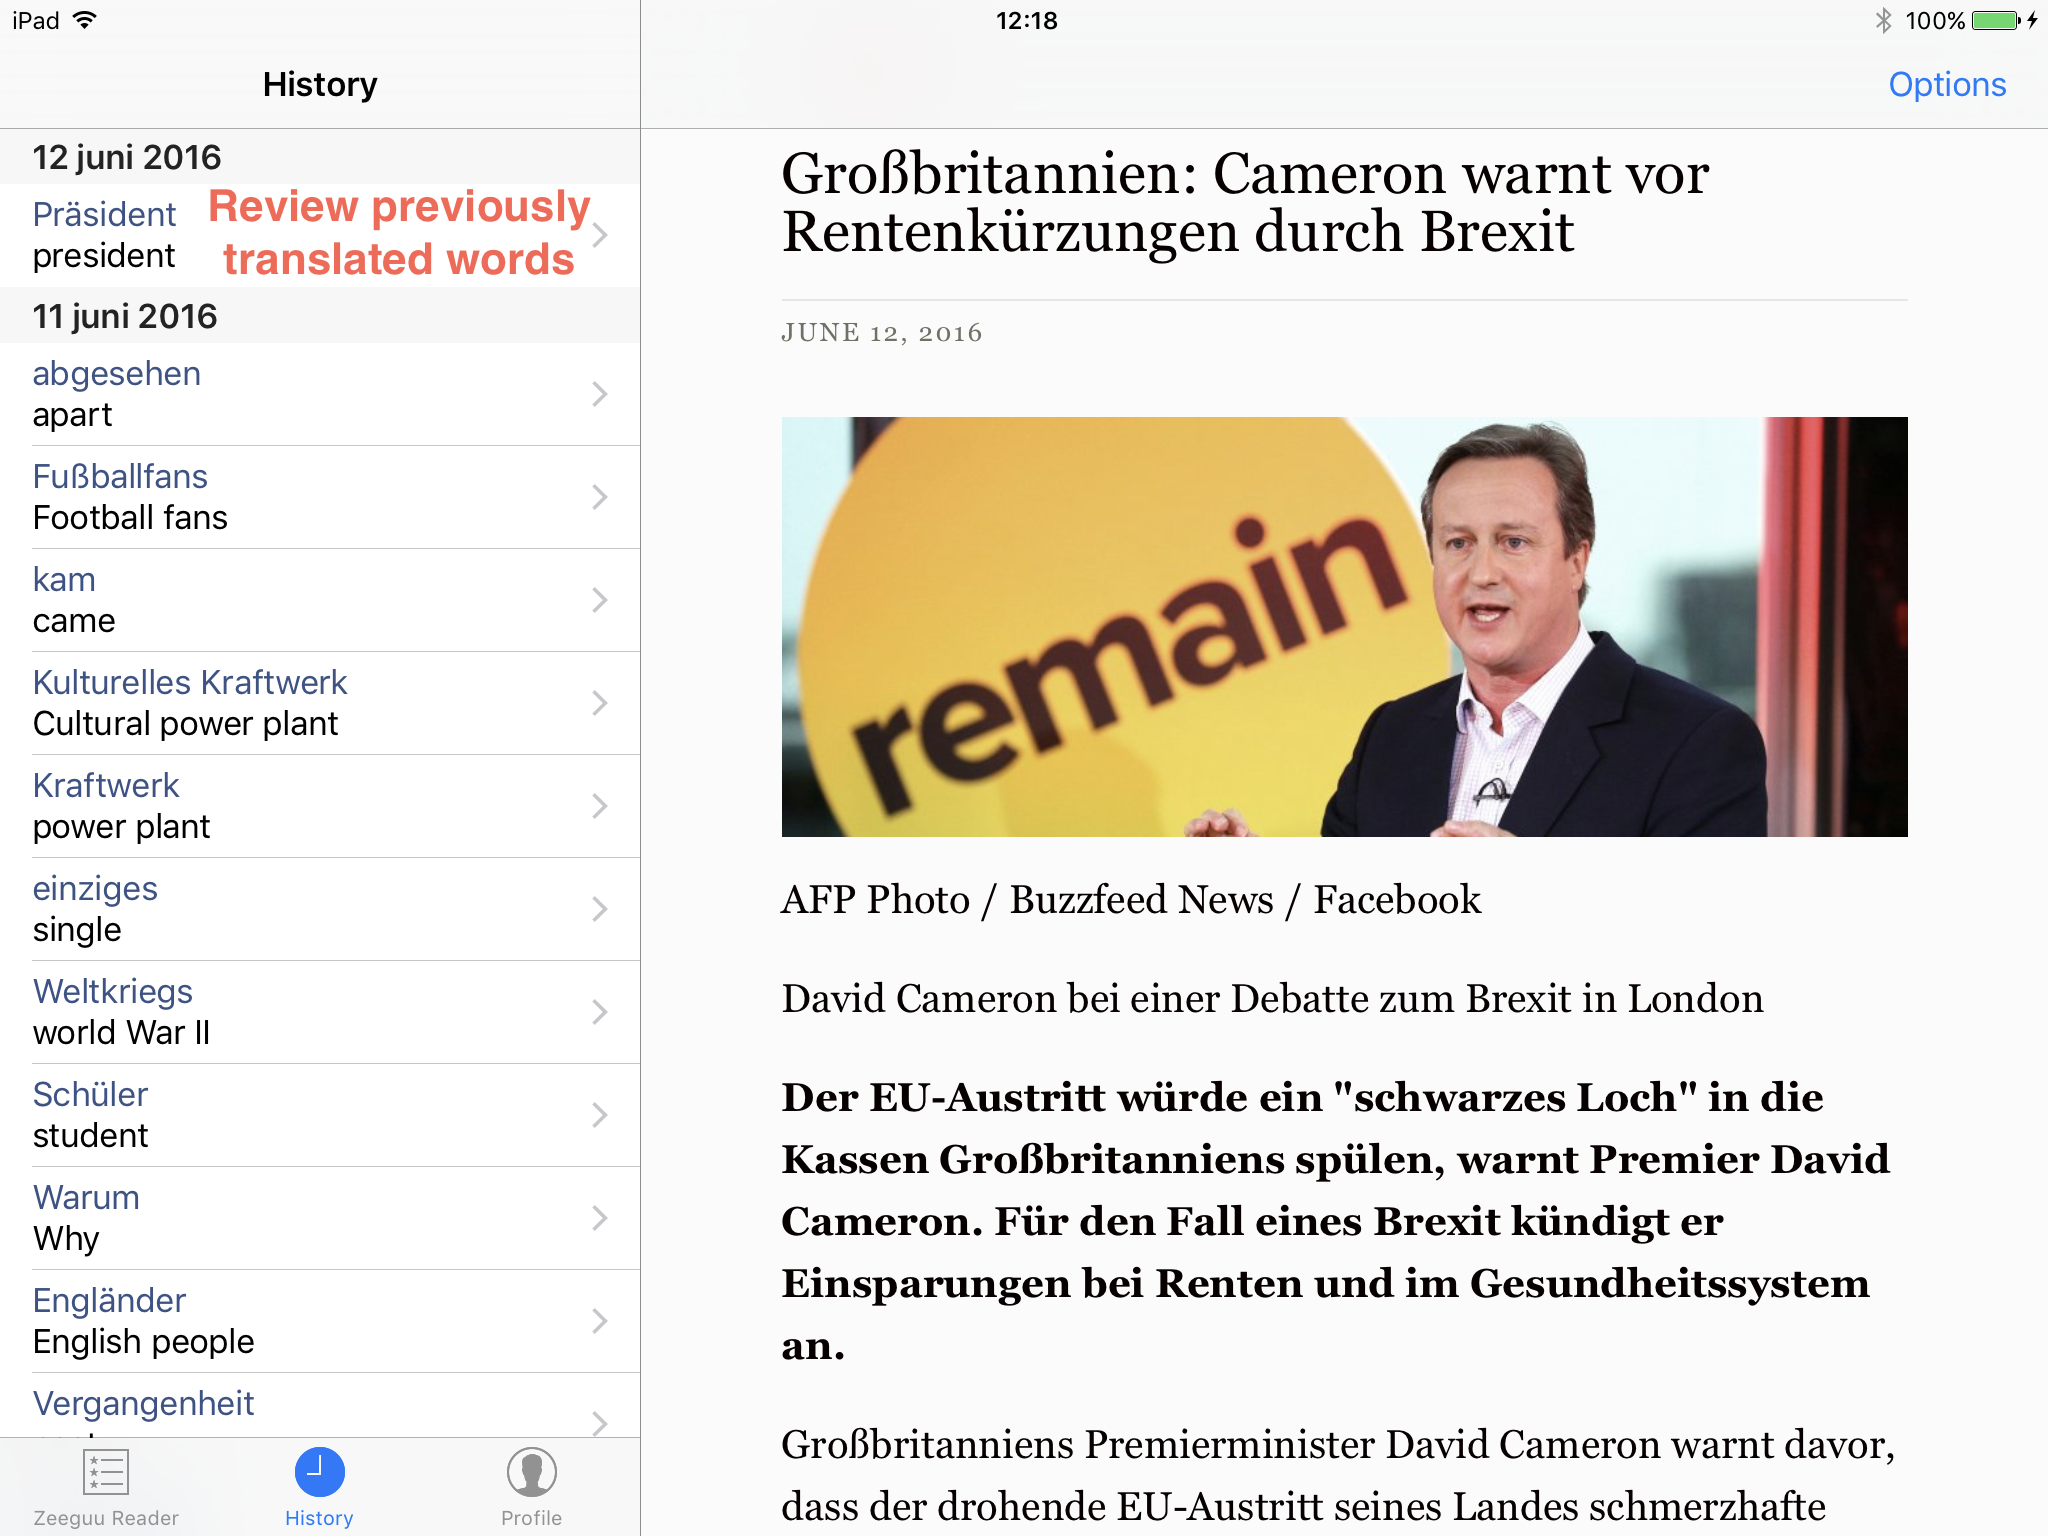 iPad
12:18
100%
History
Options
12 juni 2016
Präsident
president
Review previously
translated words
11 juni 2016
abgesehen
apart
Fußballfans
Football fans
kam
came
Kulturelles Kraftwerk
Cultural power plant
Kraftwerk
power plant
einziges
single
Weltkriegs
world War II
Schüler
student
Warum
Why
Engländer
English people
Vergangenheit
Zeeguu Reader
History
Profile
Großbritannien: Cameron warnt vor
Rentenkürzungen durch Brexit
JUNE 12, 2016
remain
AFP Photo / Buzzfeed News / Facebook
David Cameron bei einer Debatte zum Brexit in London
Der EU-Austritt würde ein "schwarzes Loch" in die
Kassen Großbritanniens spülen, warnt Premier David
Cameron. Für den Fall eines Brexit kündigt er
Einsparungen bei Renten und im Gesundheitssystem
an.
Großbritanniens Premierminister David Cameron warnt davor,
dass der drohende EU-Austritt seines Landes schmerzhafte